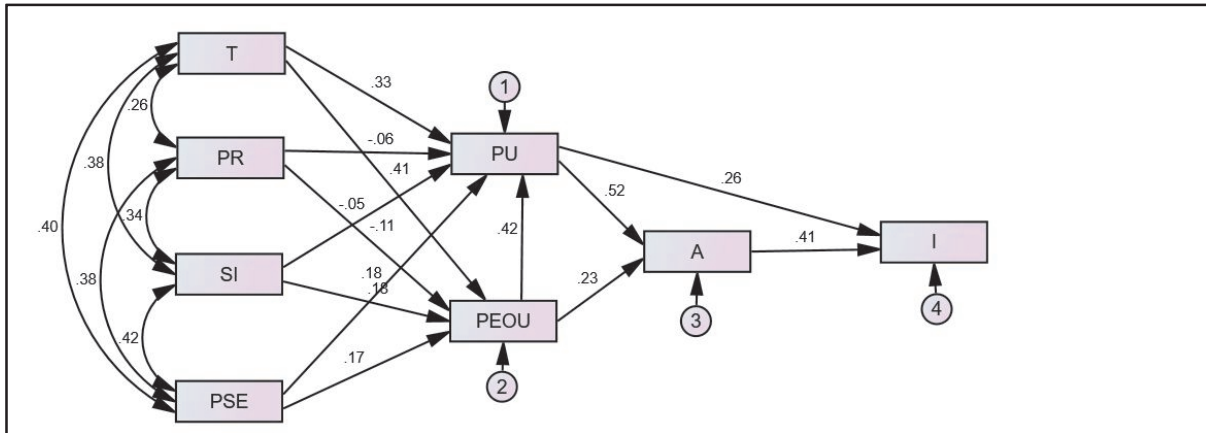 T
.33
1
.26
-.06
PR
PU
.41
.38
.26
.52
-.05
.34
-.11
.40
.42
.41
I
A
SI
.18
.18
.38
.23
4
3
PEOU
.42
.17
2
PSE